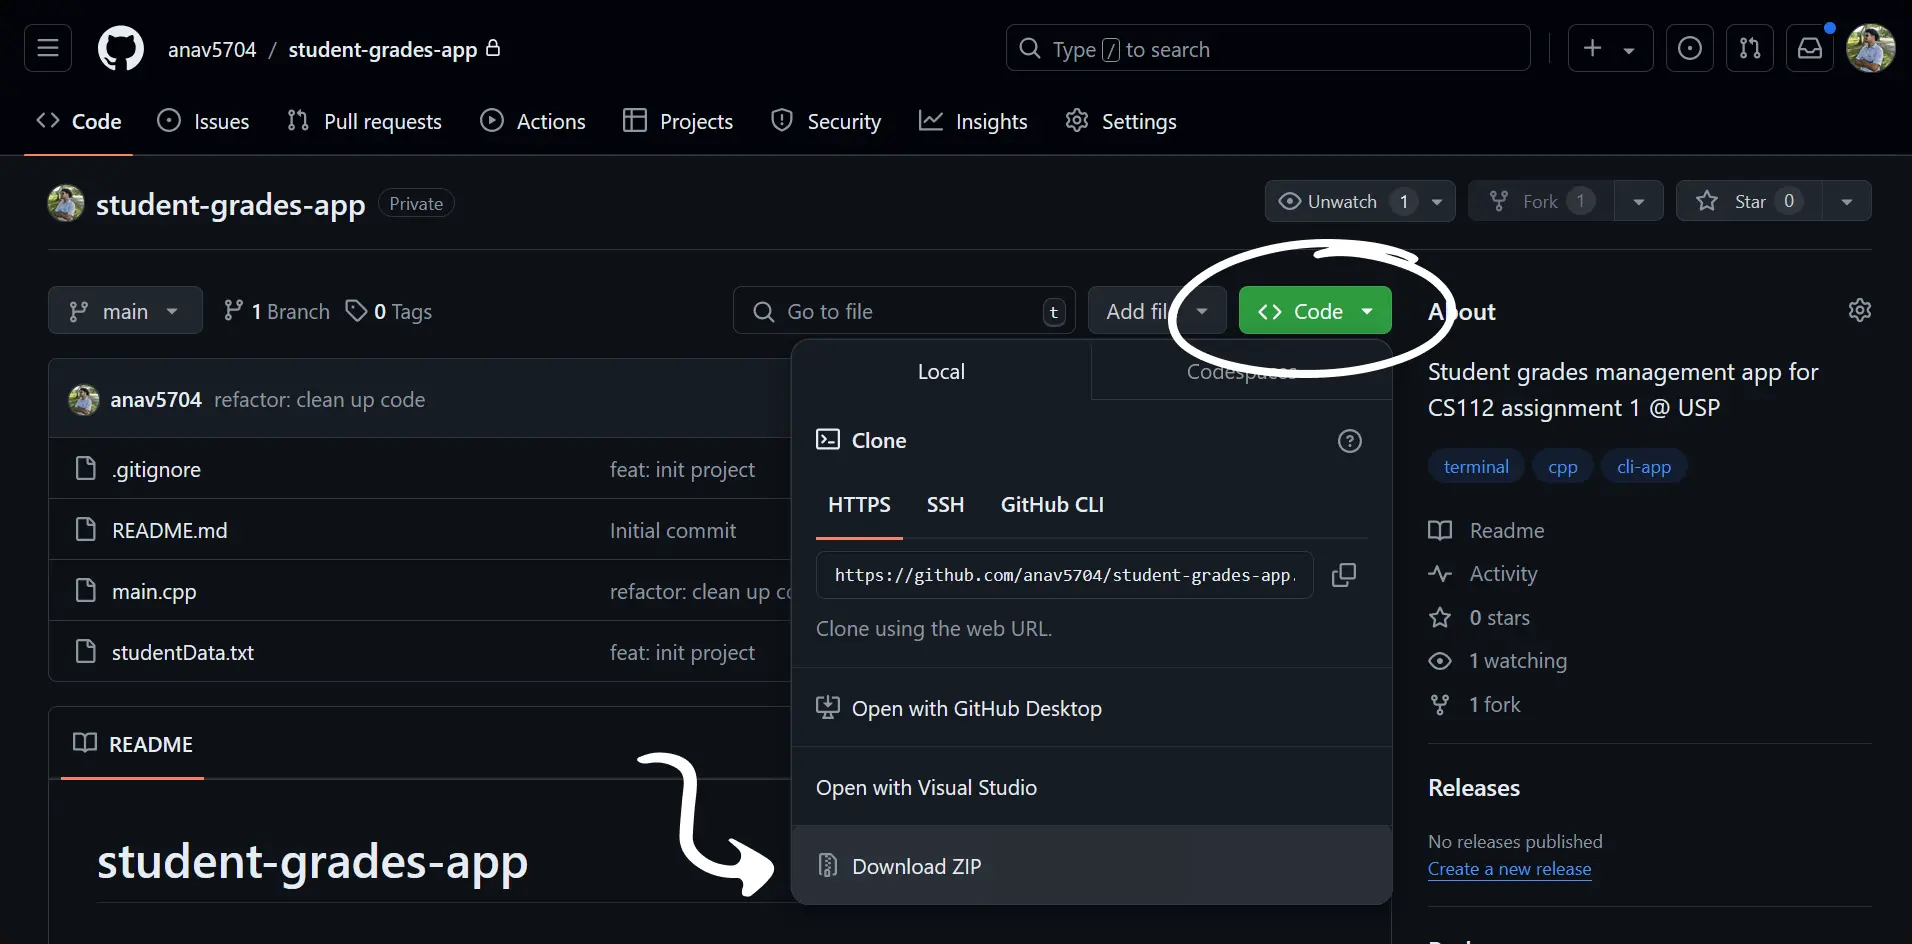 anav5704 / student-grades-app
Type / to search
Code
Issues
Pull requests
Actions
Projects
Security
Insights
Settings
student-grades-app Private
Unwatch 1
Fork 1
Star 0
main
1 Branch
0 Tags
Go to file t
Add fil
Code
Local
Codespaces
anav5704 refactor: clean up code
.gitignore feat: init project
README.md Initial commit
main.cpp refactor: clean up co
studentData.txt feat: init project
README
student-grades-app
Clone
HTTPS SSH GitHub CLI
https://github.com/anav5704/student-grades-app.
Clone using the web URL.
Open with GitHub Desktop
Open with Visual Studio
Download ZIP
About
Student grades management app for
CS112 assignment 1 @ USP
terminal cpp cli-app
Readme
Activity
0 stars
1 watching
1 fork
Releases
No releases published
Create a new release